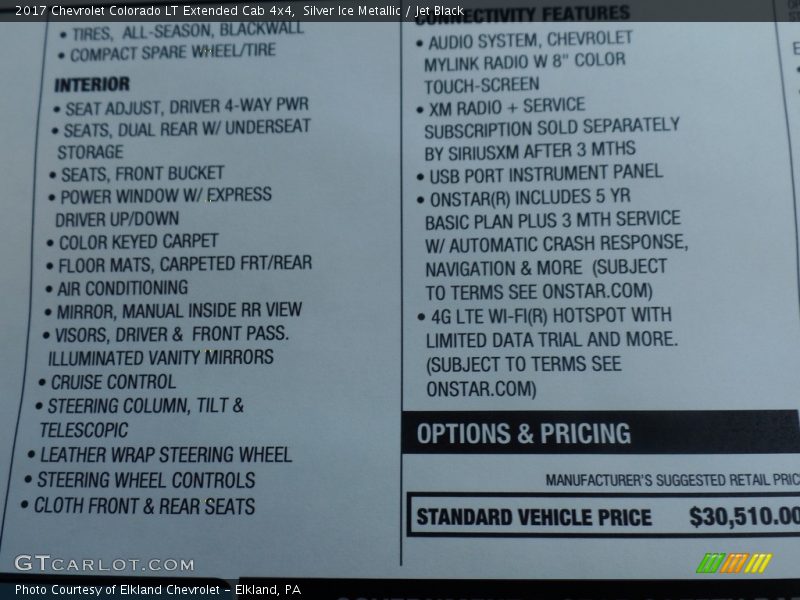 2017 Chevrolet Colorado LT Extended Cab 4x4, Silver Ice Metallic / Jet Black
• TIRES, ALL-SEASON, BLACKWALL
• COMPACT SPARE WHEEL/TIRE
INTERIOR
• SEAT ADJUST, DRIVER 4-WAY PWR
• SEATS, DUAL REAR W/ UNDERSEAT
STORAGE
• SEATS, FRONT BUCKET
• POWER WINDOW W/ EXPRESS
DRIVER UP/DOWN
• COLOR KEYED CARPET
• FLOOR MATS, CARPETED FRT/REAR
• AIR CONDITIONING
• MIRROR, MANUAL INSIDE RR VIEW
• VISORS, DRIVER & FRONT PASS.
ILLUMINATED VANITY MIRRORS
• CRUISE CONTROL
• STEERING COLUMN, TILT &
TELESCOPIC
• LEATHER WRAP STEERING WHEEL
• STEERING WHEEL CONTROLS
• CLOTH FRONT & REAR SEATS
CONNECTIVITY FEATURES
• AUDIO SYSTEM, CHEVROLET
MYLINK RADIO W 8" COLOR
TOUCH-SCREEN
• XM RADIO + SERVICE
SUBSCRIPTION SOLD SEPARATELY
BY SIRIUSXM AFTER 3 MTHS
• USB PORT INSTRUMENT PANEL
• ONSTAR(R) INCLUDES 5 YR
BASIC PLAN PLUS 3 MTH SERVICE
W/ AUTOMATIC CRASH RESPONSE,
NAVIGATION & MORE (SUBJECT
TO TERMS SEE ONSTAR.COM)
• 4G LTE WI-FI(R) HOTSPOT WITH
LIMITED DATA TRIAL AND MORE.
(SUBJECT TO TERMS SEE
ONSTAR.COM)
OPTIONS & PRICING
MANUFACTURER'S SUGGESTED RETAIL PRIC
STANDARD VEHICLE PRICE $30,510.00
GTCARLOT.COM
Photo Courtesy of Elkland Chevrolet - Elkland, PA